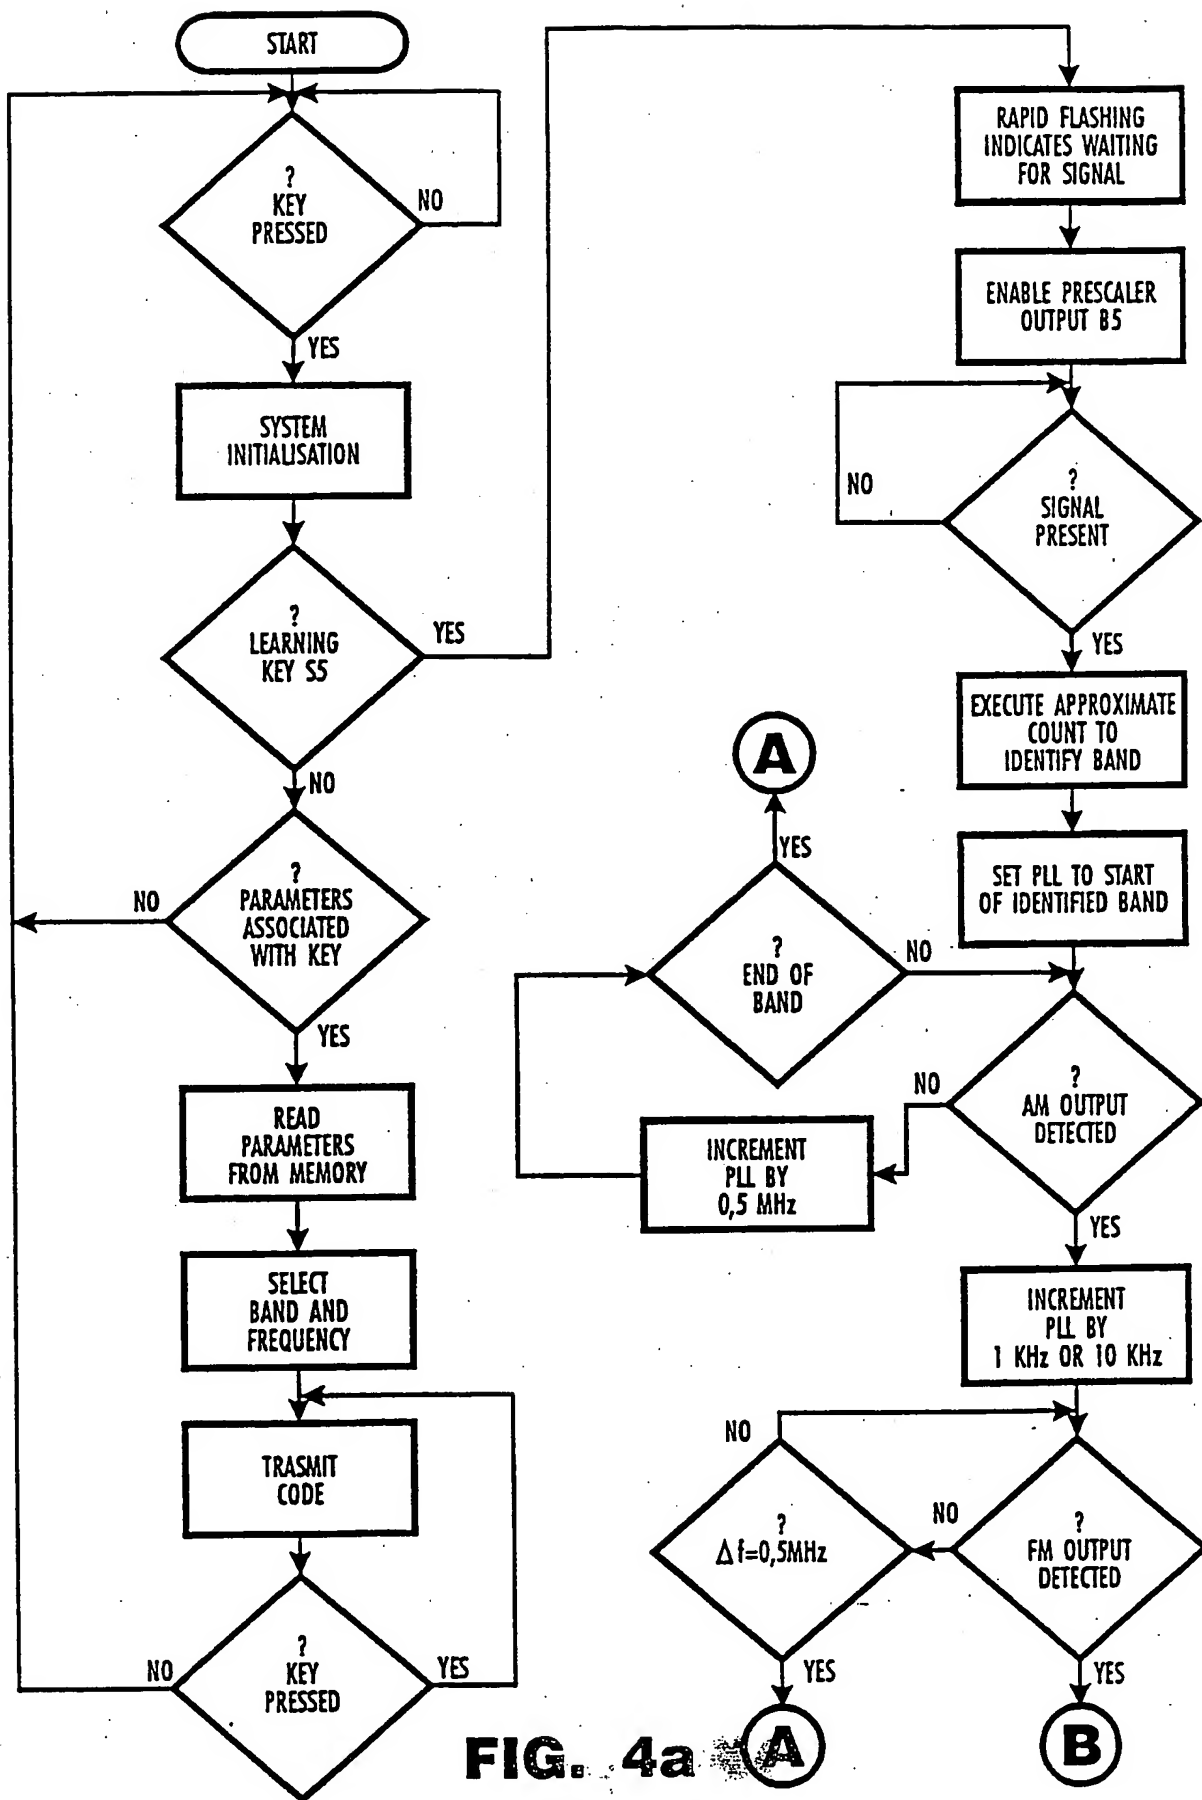 START
?
KEY
PRESSED
NO
YES
SYSTEM
INITIALISATION
?
LEARNING
KEY S5
YES
NO
?
PARAMETERS
ASSOCIATED
WITH KEY
NO
YES
READ
PARAMETERS
FROM MEMORY
SELECT
BAND AND
FREQUENCY
TRASMIT
CODE
?
KEY
PRESSED
NO
YES
RAPID FLASHING
INDICATES WAITING
FOR SIGNAL
ENABLE PRESCALER
OUTPUT B5
?
SIGNAL
PRESENT
NO
YES
EXECUTE APPROXIMATE
COUNT TO
IDENTIFY BAND
SET PLL TO START
OF IDENTIFIED BAND
A
YES
?
END OF
BAND
NO
?
AM OUTPUT
DETECTED
NO
INCREMENT
PLL BY
0,5 MHz
YES
INCREMENT
PLL BY
1 KHz OR 10 KHz
?
FM OUTPUT
DETECTED
NO
?
Δf=0,5MHz
NO
YES
A
YES
B
FIG. 4a